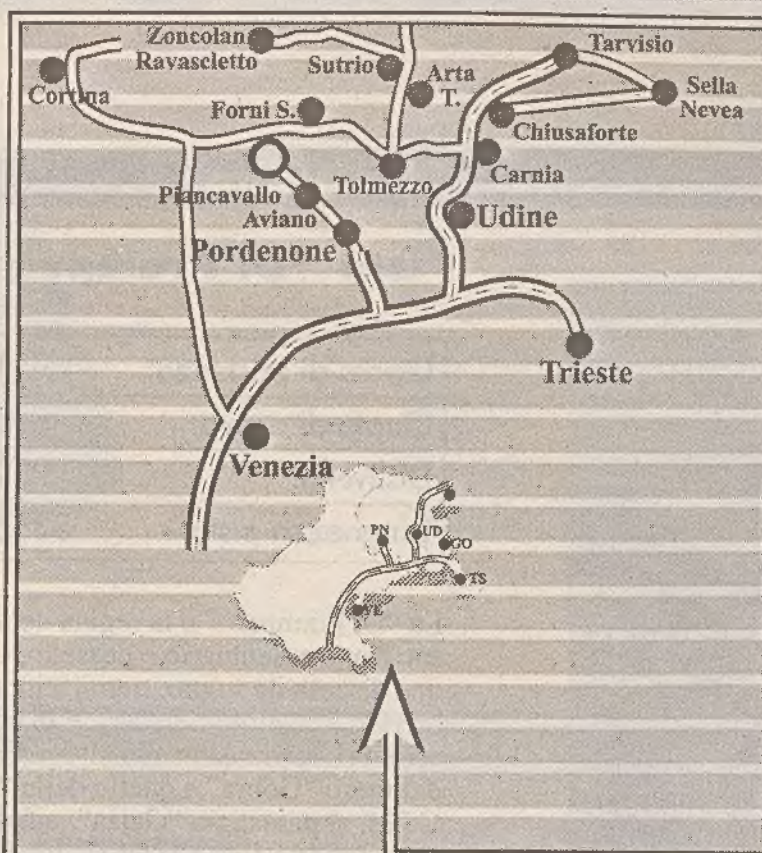 Zoncolan
Ravascletto
Tarvisio
Cortina
Sutrio
Arta
T.
Sella
Nevea
Forni S.
Chiusaforte
Piancavallo
Tolmezzo
Carnia
Aviano
Udine
Pordenone
Trieste
Venezia
PN
UD
GO
TS
VE